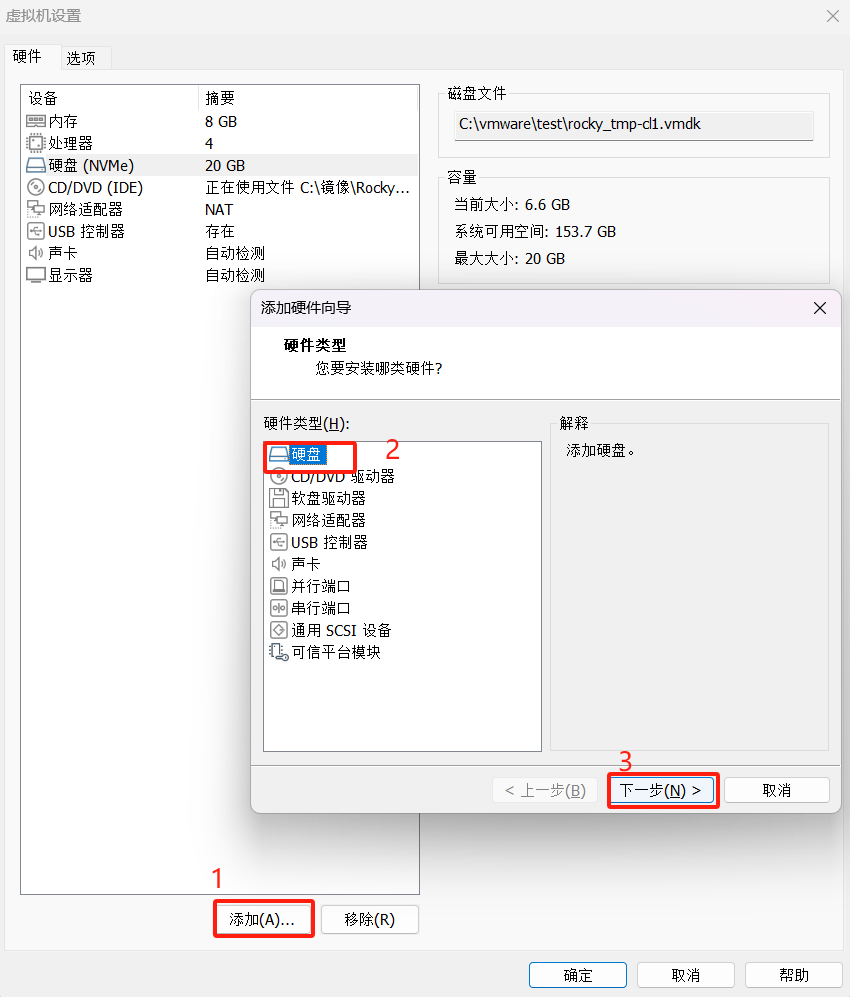 虚拟机设置
硬件 选项
设备 摘要
内存 8 GB
处理器 4
硬盘 (NVMe) 20 GB
CD/DVD (IDE) 正在使用文件 C:\镜像\Rocky...
网络适配器 NAT
USB 控制器 存在
声卡 自动检测
显示器 自动检测
磁盘文件
C:\vmware\test\rocky_tmp-cl1.vmdk
容量
当前大小: 6.6 GB
系统可用空间: 153.7 GB
最大大小: 20 GB
添加硬件向导
硬件类型
您要安装哪类硬件?
硬件类型(H):
硬盘
2
CD/DVD 驱动器
软盘驱动器
网络适配器
USB 控制器
声卡
并行端口
串行端口
通用 SCSI 设备
可信平台模块
解释
添加硬盘。
3
< 上一步(B) 下一步(N) > 取消
1
添加(A)... 移除(R)
确定 取消 帮助